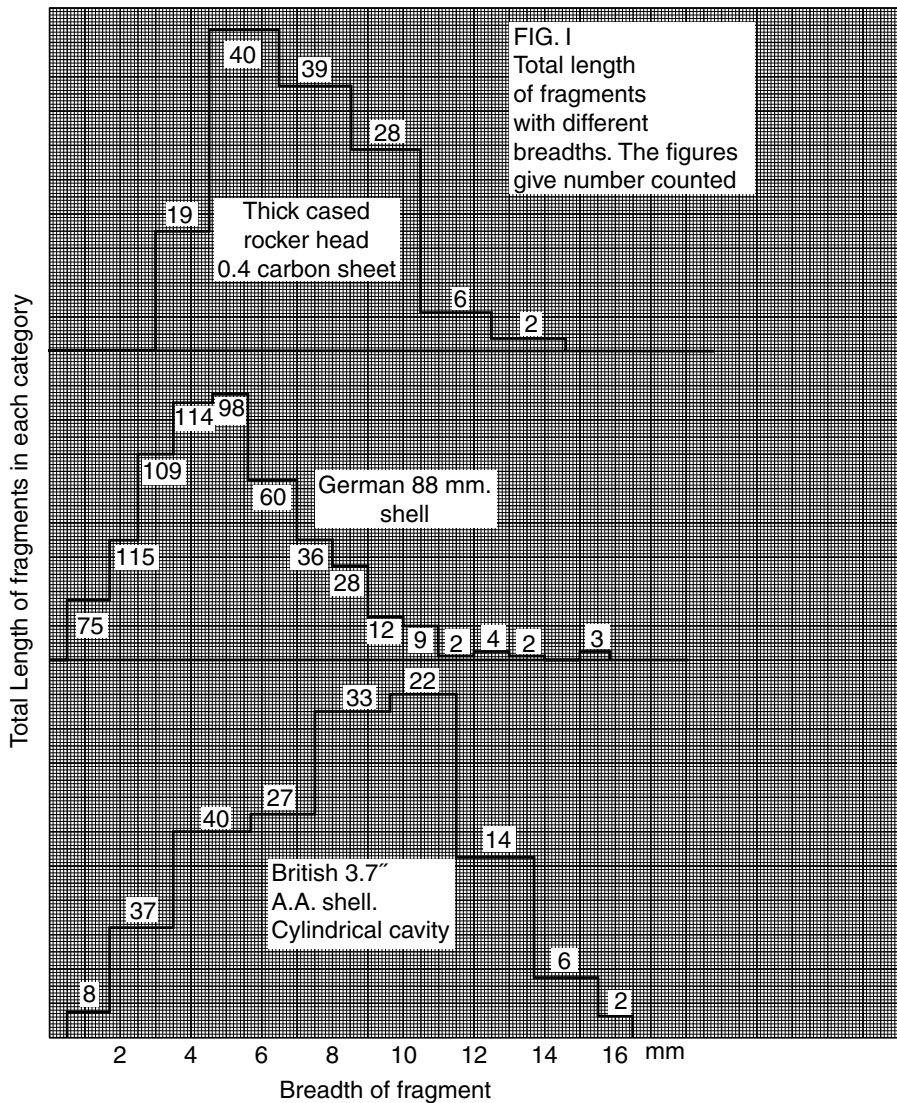 FIG. I
Total length
of fragments
with different
breadths. The figures
give number counted
40
39
28
19
6
2
Thick cased
rocker head
0.4 carbon sheet
Total Length of fragments in each category
75
115
109
114
98
60
36
28
12
9
2
4
2
3
German 88 mm.
shell
8
37
40
27
33
22
14
6
2
British 3.7″
A.A. shell.
Cylindrical cavity
2 4 6 8 10 12 14 16 mm
Breadth of fragment